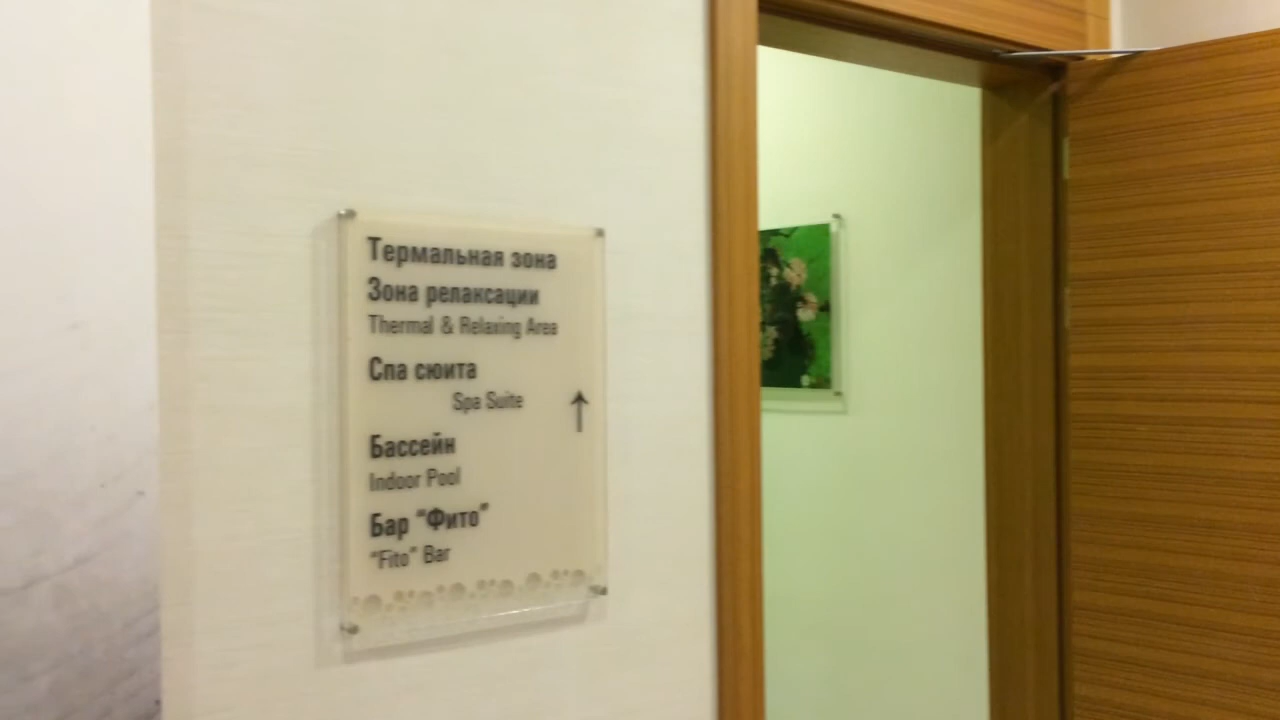 Термальная зона
Зона релаксации
Thermal & Relaxing Area
Спа сюита
Spa Suite
Бассейн
Indoor Pool
Бар “Фито”
“Fito” Bar